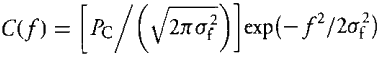 C(f) = [P_C / (√(2πσ_f^2))] exp(−f^2/2σ_f^2)